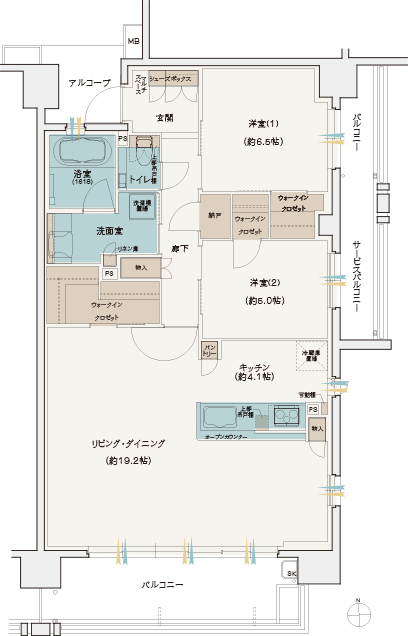 MB
アルコーブ
マルチ
スペース
シューズボックス
玄関
洋室(1)
(約6.5帖)
バルコニー
PS
浴室
(1616)
トイレ
上部
吊戸棚
洗濯機
置場
納戸
ウォークイン
クロゼット
ウォークイン
クロゼット
洗面室
リネン庫
廊下
PS
物入
サービスバルコニー
洋室(2)
(約5.0帖)
ウォークイン
クロゼット
パン
トリー
キッチン
(約4.1帖)
冷蔵庫
置場
可動棚
上部
吊戸棚
PS
物入
オープンカウンター
リビング・ダイニング
(約19.2帖)
バルコニー
SK
N